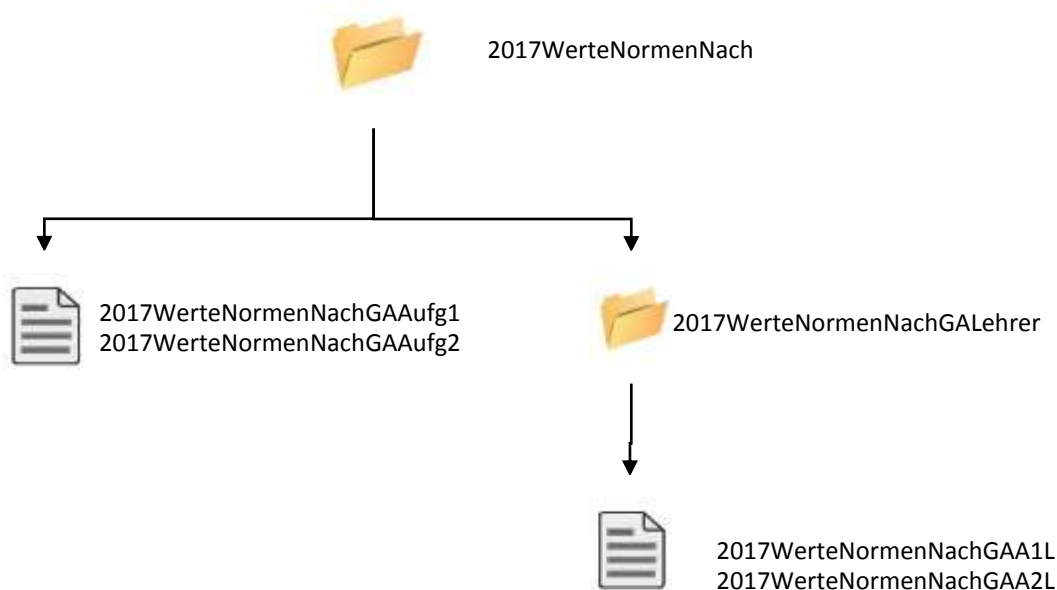 2017WerteNormenNach
2017WerteNormenNachGAAufg1
2017WerteNormenNachGAAufg2
2017WerteNormenNachGALehrer
2017WerteNormenNachGAA1L
2017WerteNormenNachGAA2L